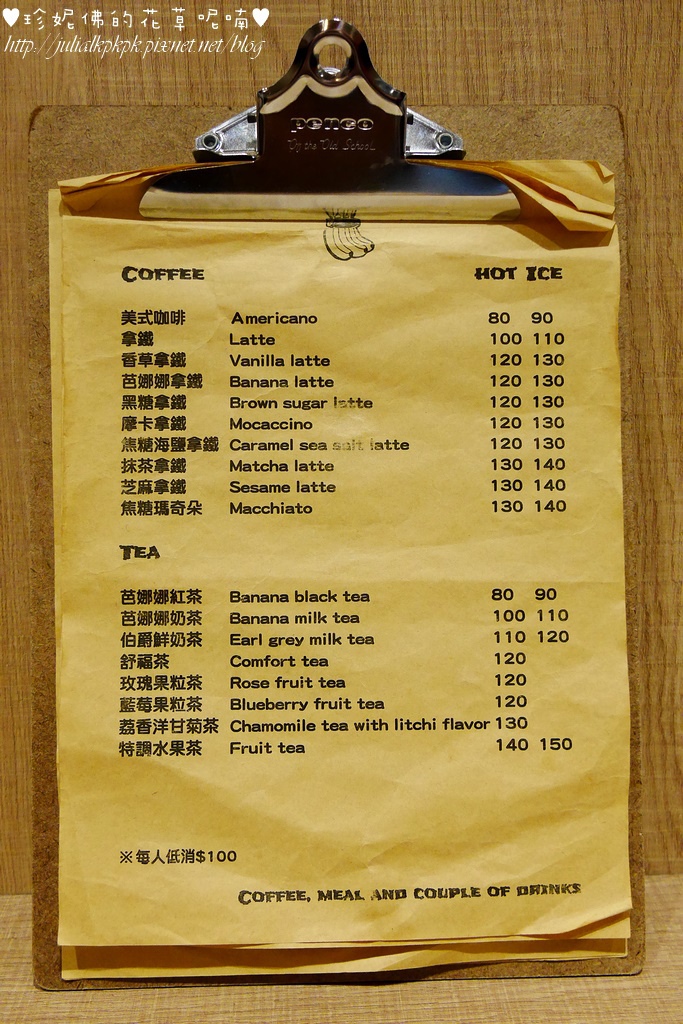 ♥珍妮佛的花草呢喃♥
http://julialkpkpk.pixnet.net/blog
penco
By the Old School.
COFFEE HOT ICE
美式咖啡 Americano 80 90
拿鐵 Latte 100 110
香草拿鐵 Vanilla latte 120 130
芭娜娜拿鐵 Banana latte 120 130
黑糖拿鐵 Brown sugar latte 120 130
摩卡拿鐵 Mocaccino 120 130
焦糖海鹽拿鐵 Caramel sea salt latte 120 130
抹茶拿鐵 Matcha latte 130 140
芝麻拿鐵 Sesame latte 130 140
焦糖瑪奇朵 Macchiato 130 140
TEA
芭娜娜紅茶 Banana black tea 80 90
芭娜娜奶茶 Banana milk tea 100 110
伯爵鮮奶茶 Earl grey milk tea 110 120
舒福茶 Comfort tea 120
玫瑰果粒茶 Rose fruit tea 120
藍莓果粒茶 Blueberry fruit tea 120
荔香洋甘菊茶 Chamomile tea with litchi flavor 130
特調水果茶 Fruit tea 140 150
※每人低消$100
COFFEE, MEAL AND COUPLE OF DRINKS